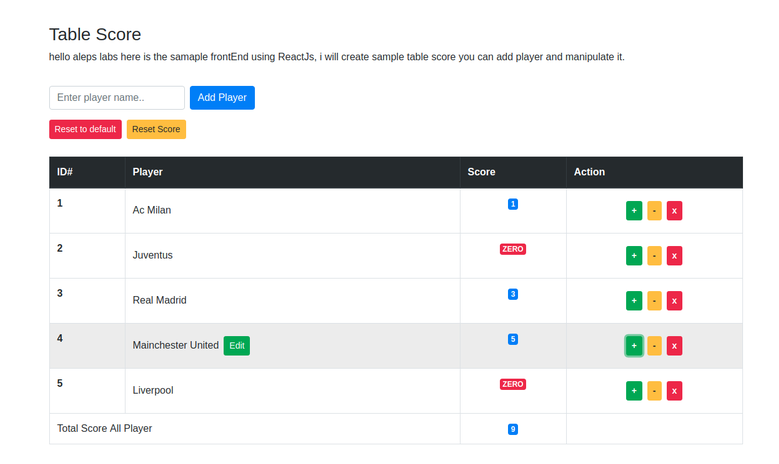 Table Score
hello aleps labs here is the samaple frontEnd using ReactJs, i will create sample table score you can add player and manipulate it.
Enter player name.. Add Player
Reset to default Reset Score
ID# Player Score Action
1 Ac Milan 1 + - x
2 Juventus ZERO + - x
3 Real Madrid 3 + - x
4 Mainchester United Edit 5 + - x
5 Liverpool ZERO + - x
Total Score All Player 9